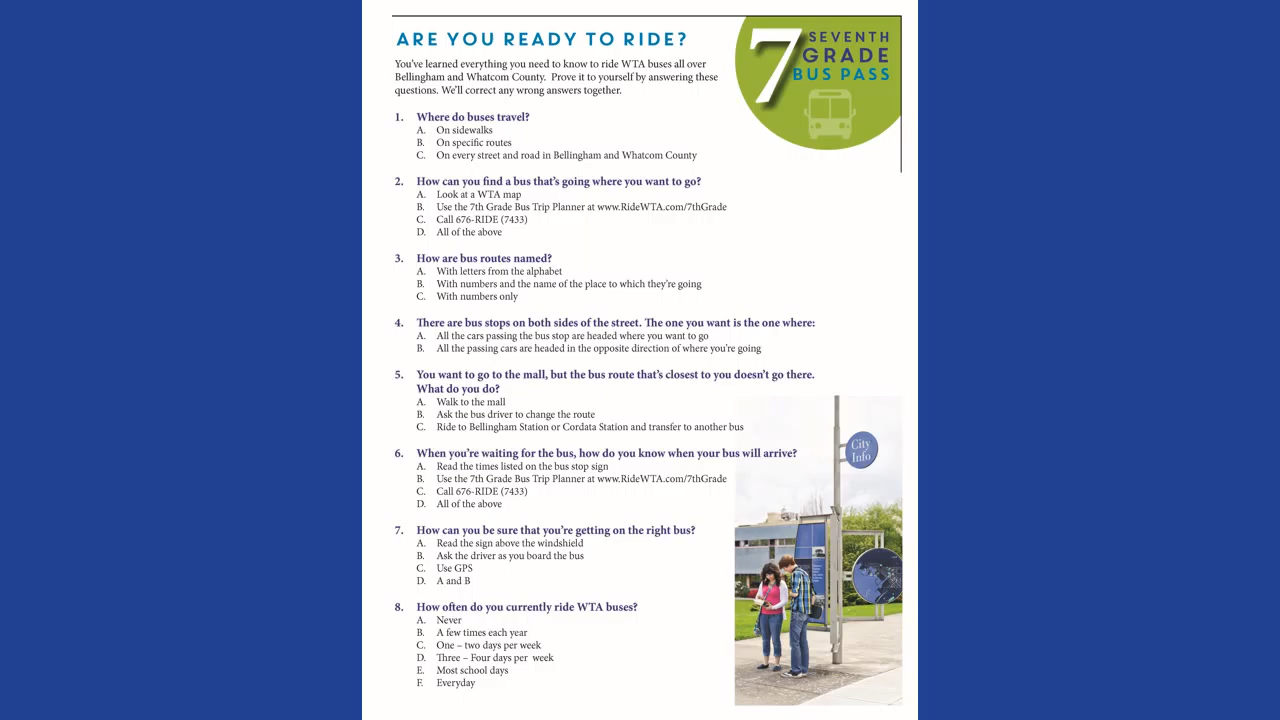 ARE YOU READY TO RIDE?
7 SEVENTH
GRADE
BUS PASS
You've learned everything you need to know to ride WTA buses all over
Bellingham and Whatcom County.  Prove it to yourself by answering these
questions. We'll correct any wrong answers together.
1. Where do buses travel?
A. On sidewalks
B. On specific routes
C. On every street and road in Bellingham and Whatcom County
2. How can you find a bus that's going where you want to go?
A. Look at a WTA map
B. Use the 7th Grade Bus Trip Planner at www.RideWTA.com/7thGrade
C. Call 676-RIDE (7433)
D. All of the above
3. How are bus routes named?
A. With letters from the alphabet
B. With numbers and the name of the place to which they're going
C. With numbers only
4. There are bus stops on both sides of the street. The one you want is the one where:
A. All the cars passing the bus stop are headed where you want to go
B. All the passing cars are headed in the opposite direction of where you're going
5. You want to go to the mall, but the bus route that's closest to you doesn't go there.
What do you do?
A. Walk to the mall
B. Ask the bus driver to change the route
C. Ride to Bellingham Station or Cordata Station and transfer to another bus
City
Info
6. When you're waiting for the bus, how do you know when your bus will arrive?
A. Read the times listed on the bus stop sign
B. Use the 7th Grade Bus Trip Planner at www.RideWTA.com/7thGrade
C. Call 676-RIDE (7433)
D. All of the above
7. How can you be sure that you're getting on the right bus?
A. Read the sign above the windshield
B. Ask the driver as you board the bus
C. Use GPS
D. A and B
8. How often do you currently ride WTA buses?
A. Never
B. A few times each year
C. One – two days per week
D. Three – Four days per  week
E. Most school days
F. Everyday